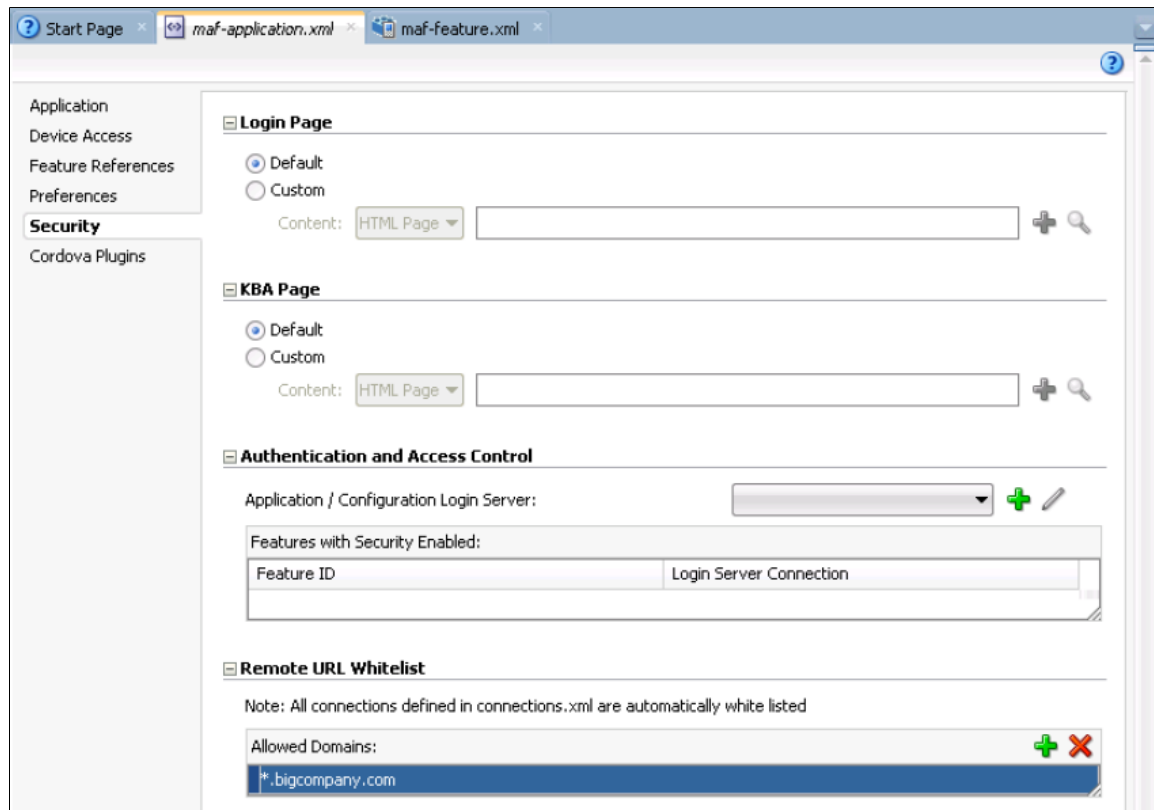 Start Page maf-application.xml maf-feature.xml
Application
Device Access
Feature References
Preferences
Security
Cordova Plugins
Login Page
Default
Custom
Content: HTML Page
KBA Page
Default
Custom
Content: HTML Page
Authentication and Access Control
Application / Configuration Login Server:
Features with Security Enabled:
Feature ID Login Server Connection
Remote URL Whitelist
Note: All connections defined in connections.xml are automatically white listed
Allowed Domains:
*.bigcompany.com